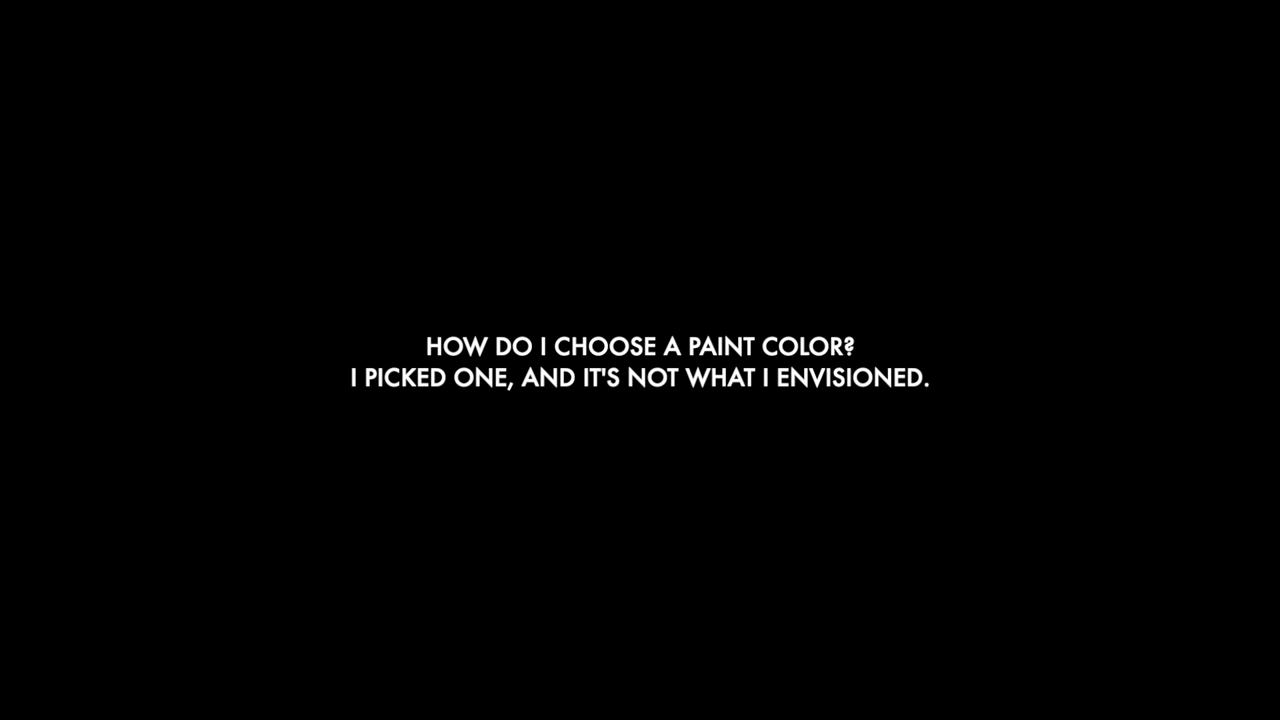 HOW DO I CHOOSE A PAINT COLOR?
I PICKED ONE, AND IT'S NOT WHAT I ENVISIONED.